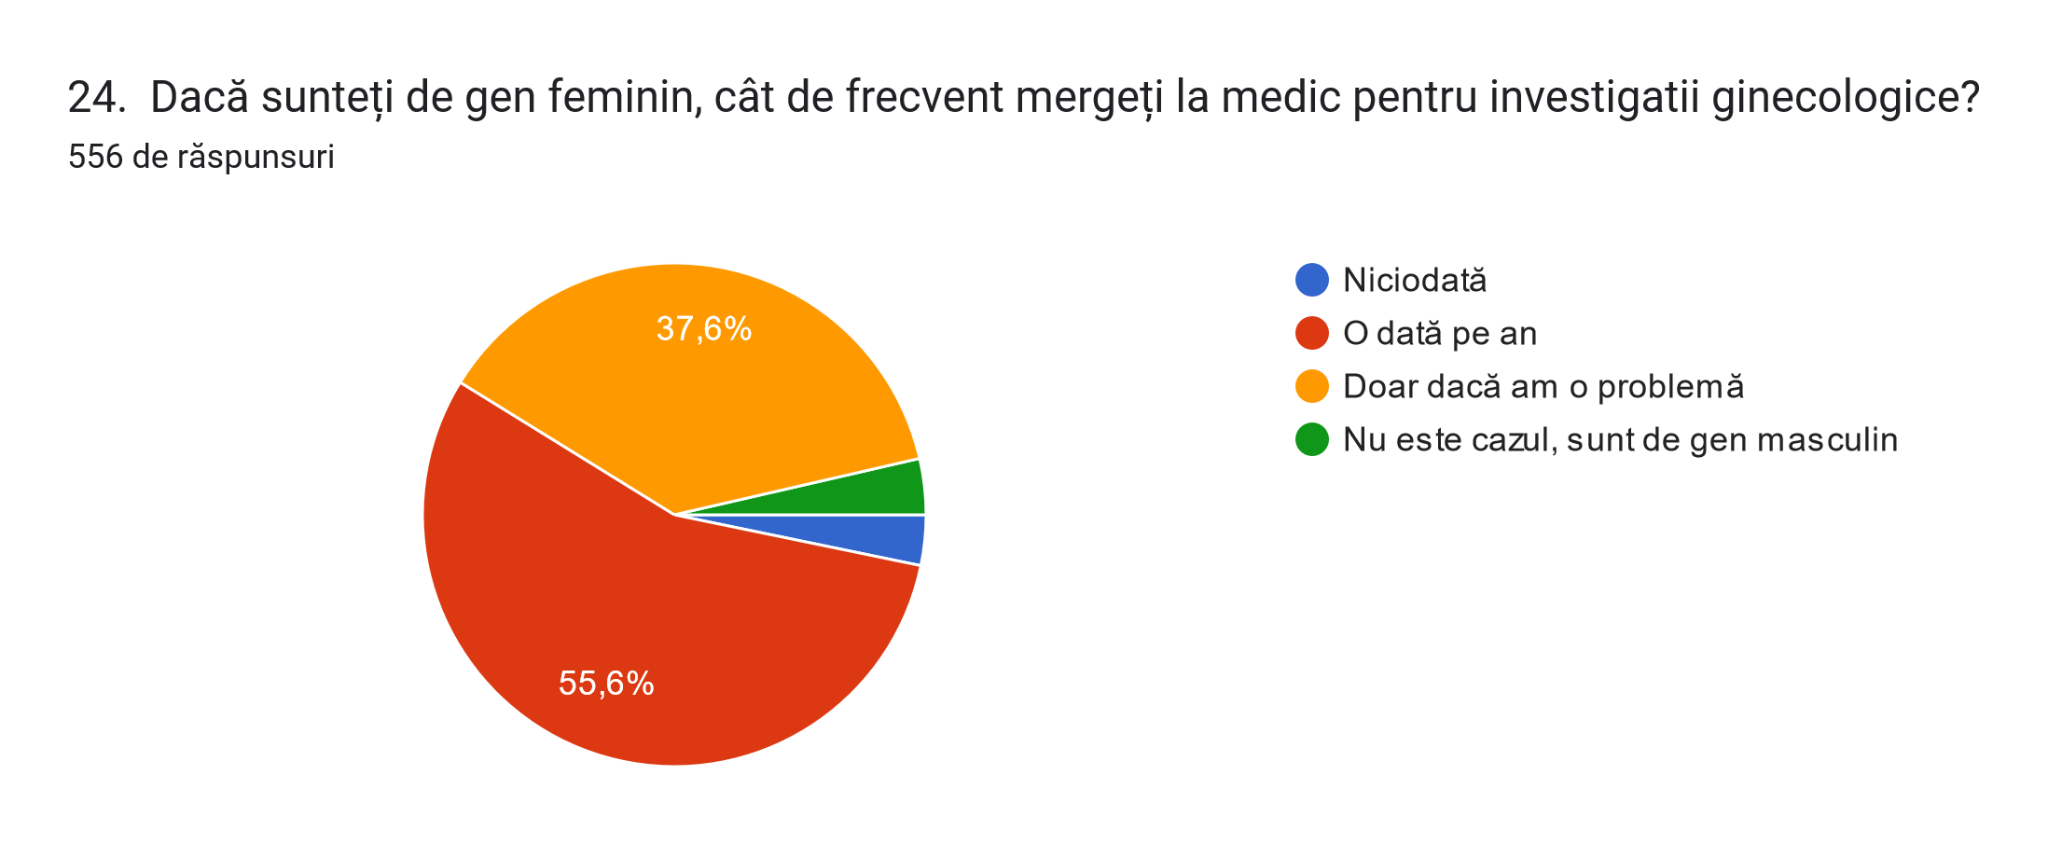 24. Dacă sunteți de gen feminin, cât de frecvent mergeți la medic pentru investigatii ginecologice?
556 de răspunsuri
37,6%
55,6%
Niciodată
O dată pe an
Doar dacă am o problemă
Nu este cazul, sunt de gen masculin